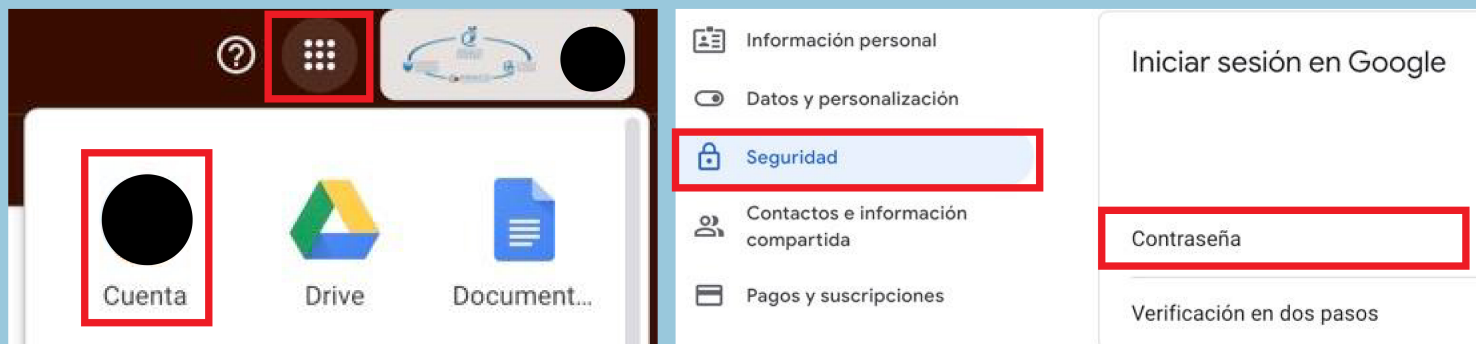 Cuenta
Drive
Document...
Información personal
Datos y personalización
Seguridad
Contactos e información
compartida
Pagos y suscripciones
Iniciar sesión en Google
Contraseña
Verificación en dos pasos